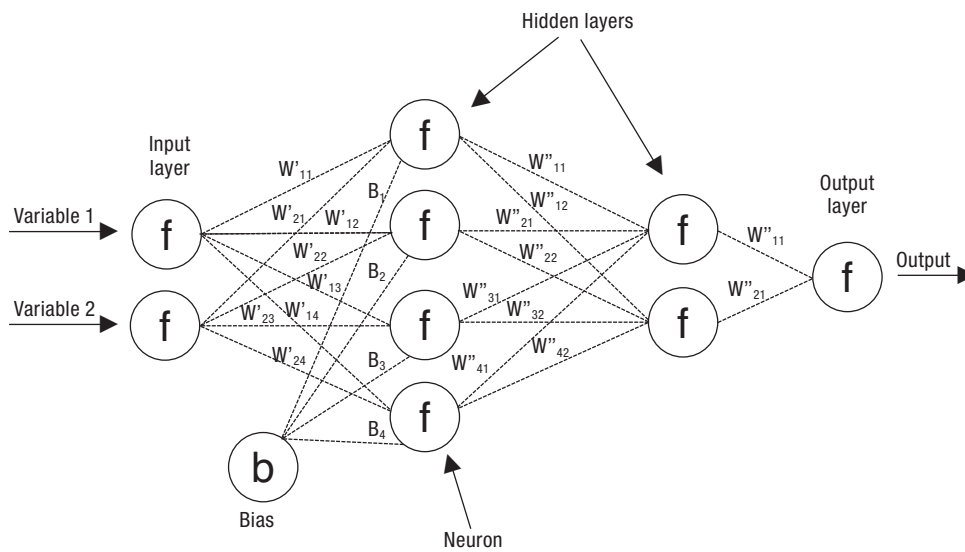 Hidden layers
Input
layer
f
W'₁₁
W"₁₁
B₁
W"₁₂
Output
layer
Variable 1
f
W'₂₁
W'₁₂
f
W"₂₁
f
W"₁₁
W'₂₂
W"₂₂
B₂
f
Output
W'₁₃
W"₃₁
W"₂₁
Variable 2
f
W'₂₃
W'₁₄
f
W"₃₂
f
W'₂₄
B₃
W"₄₁
W"₄₂
f
B₄
b
Bias
Neuron